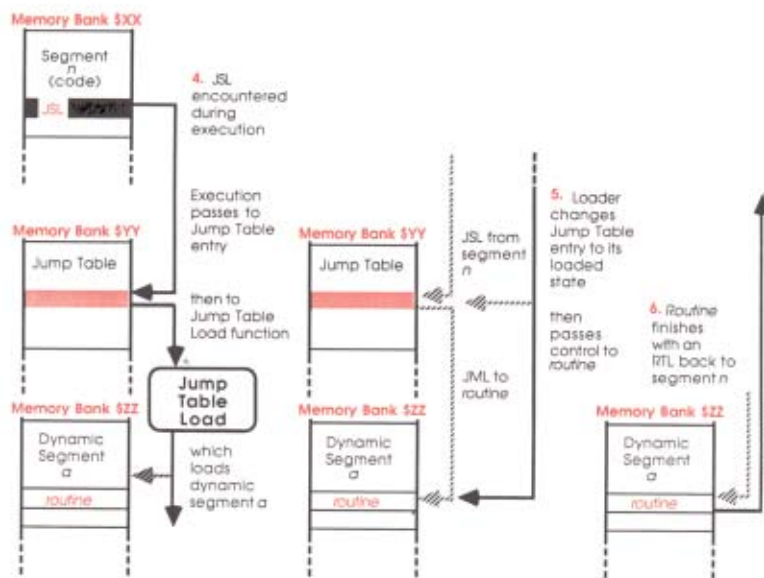 Memory Bank $XX
Segment
n
(code)
JSL
4. JSL
encountered
during
execution
Execution
passes to
Jump Table
entry
Memory Bank $YY
Jump Table
then to
Jump Table
Load function
Jump
Table
Load
Memory Bank $ZZ
Dynamic
Segment
a
routine
which
loads
dynamic
segment a
Memory Bank $YY
Jump Table
JSL from
segment
n
JML to
routine
Memory Bank $ZZ
Dynamic
Segment
a
routine
5. Loader
changes
Jump Table
entry to its
loaded
state
then
passes
control to
routine
6. Routine
finishes
with an
RTL back to
segment n
Memory Bank $ZZ
Dynamic
Segment
a
routine